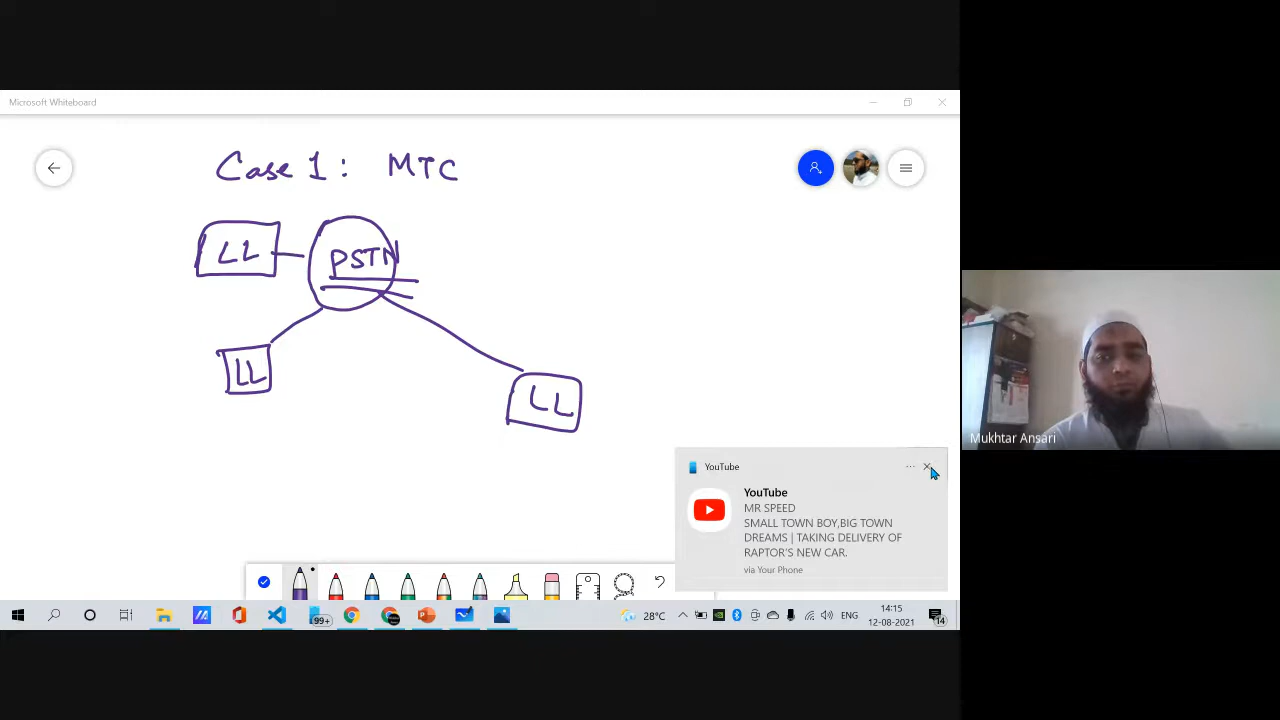 Microsoft Whiteboard
Case 1: MTC
LL
PSTN
LL
LL
Mukhtar Ansari
YouTube
YouTube
MR SPEED
SMALL TOWN BOY,BIG TOWN
DREAMS | TAKING DELIVERY OF
RAPTOR'S NEW CAR.
via Your Phone
99+
28°C
ENG
14:15
12-08-2021
14